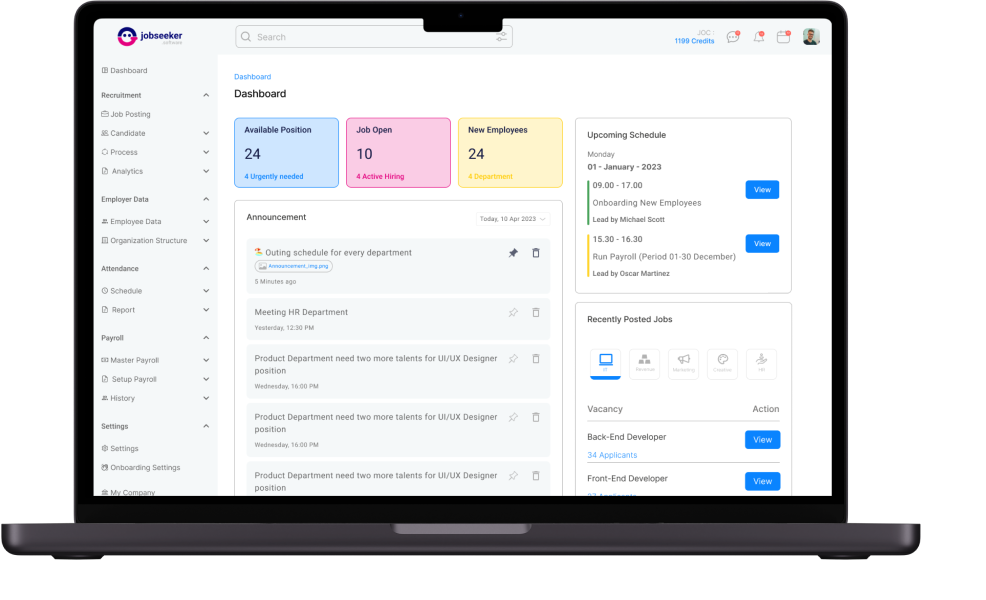 jobseeker
software
Search
JOC
1199 Credits
Dashboard
Recruitment
Job Posting
Candidate
Process
Analytics
Employer Data
Employee Data
Organization Structure
Attendance
Schedule
Report
Payroll
Master Payroll
Setup Payroll
History
Settings
Settings
Onboarding Settings
My Company
Dashboard
Dashboard
Available Position
24
4 Urgently needed
Job Open
10
4 Active Hiring
New Employees
24
4 Department
Announcement
Today, 10 Apr 2023
Outing schedule for every department
Announcement_img.png
5 Minutes ago
Meeting HR Department
Yesterday, 12:30 PM
Product Department need two more talents for UI/UX Designer
position
Wednesday, 16:00 PM
Product Department need two more talents for UI/UX Designer
position
Wednesday, 16:00 PM
Product Department need two more talents for UI/UX Designer
position
Upcoming Schedule
Monday
01 - January - 2023
09.00 - 17.00
Onboarding New Employees
Lead by Michael Scott
View
15.30 - 16.30
Run Payroll (Period 01-30 December)
Lead by Oscar Martinez
View
Recently Posted Jobs
IT
Revenue
Marketing
Creative
HR
Vacancy Action
Back-End Developer
34 Applicants
View
Front-End Developer
View